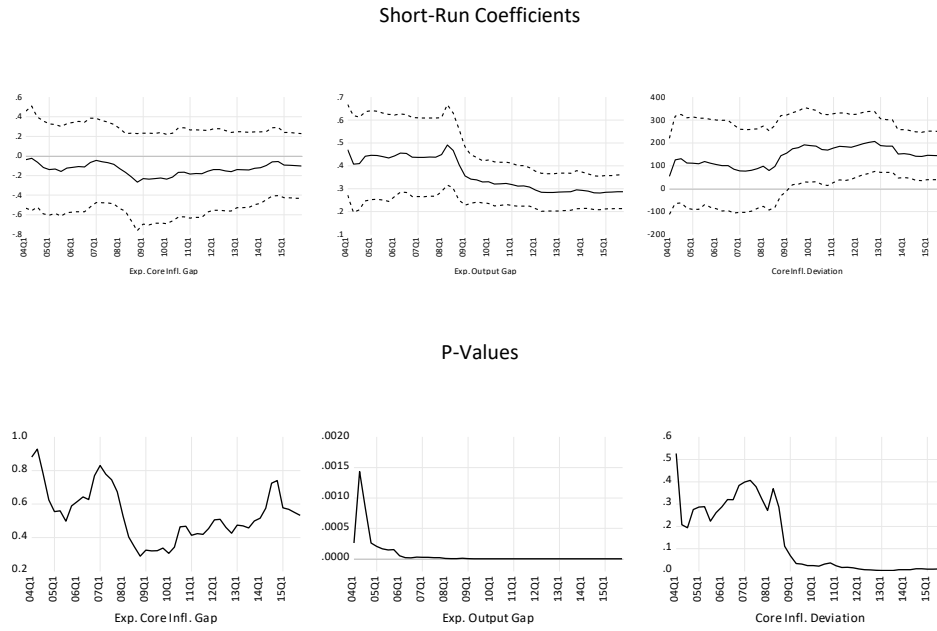 Short-Run Coefficients
.6
.4
.2
.0
-.2
-.4
-.6
-.8
04Q1
05Q1
06Q1
07Q1
08Q1
09Q1
10Q1
11Q1
12Q1
13Q1
14Q1
15Q1
Exp. Core Infl. Gap
.7
.6
.5
.4
.3
.2
.1
04Q1
05Q1
06Q1
07Q1
08Q1
09Q1
10Q1
11Q1
12Q1
13Q1
14Q1
15Q1
Exp. Output Gap
400
300
200
100
0
-100
-200
04Q1
05Q1
06Q1
07Q1
08Q1
09Q1
10Q1
11Q1
12Q1
13Q1
14Q1
15Q1
Core Infl. Deviation
P-Values
1.0
0.8
0.6
0.4
0.2
04Q1
05Q1
06Q1
07Q1
08Q1
09Q1
10Q1
11Q1
12Q1
13Q1
14Q1
15Q1
Exp. Core Infl. Gap
.0020
.0015
.0010
.0005
.0000
04Q1
05Q1
06Q1
07Q1
08Q1
09Q1
10Q1
11Q1
12Q1
13Q1
14Q1
15Q1
Exp. Output Gap
.6
.5
.4
.3
.2
.1
.0
04Q1
05Q1
06Q1
07Q1
08Q1
09Q1
10Q1
11Q1
12Q1
13Q1
14Q1
15Q1
Core Infl. Deviation